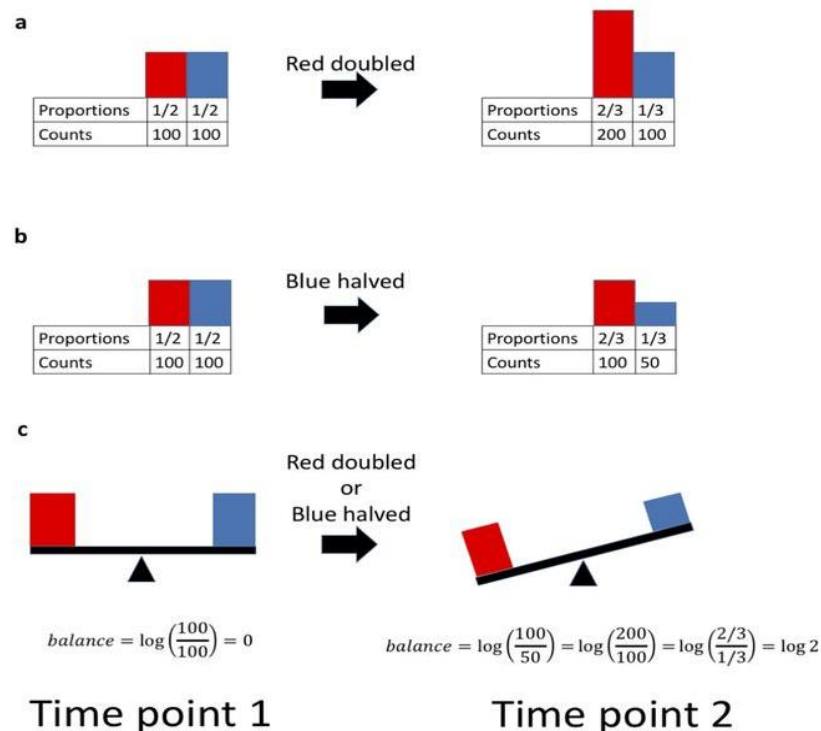 a
Red doubled
Proportions 1/2 1/2
Counts 100 100
Proportions 2/3 1/3
Counts 200 100
b
Blue halved
Proportions 1/2 1/2
Counts 100 100
Proportions 2/3 1/3
Counts 100 50
c
Red doubled
or
Blue halved
balance = log(100/100) = 0
balance = log(100/50) = log(200/100) = log(2/3/1/3) = log 2
Time point 1
Time point 2